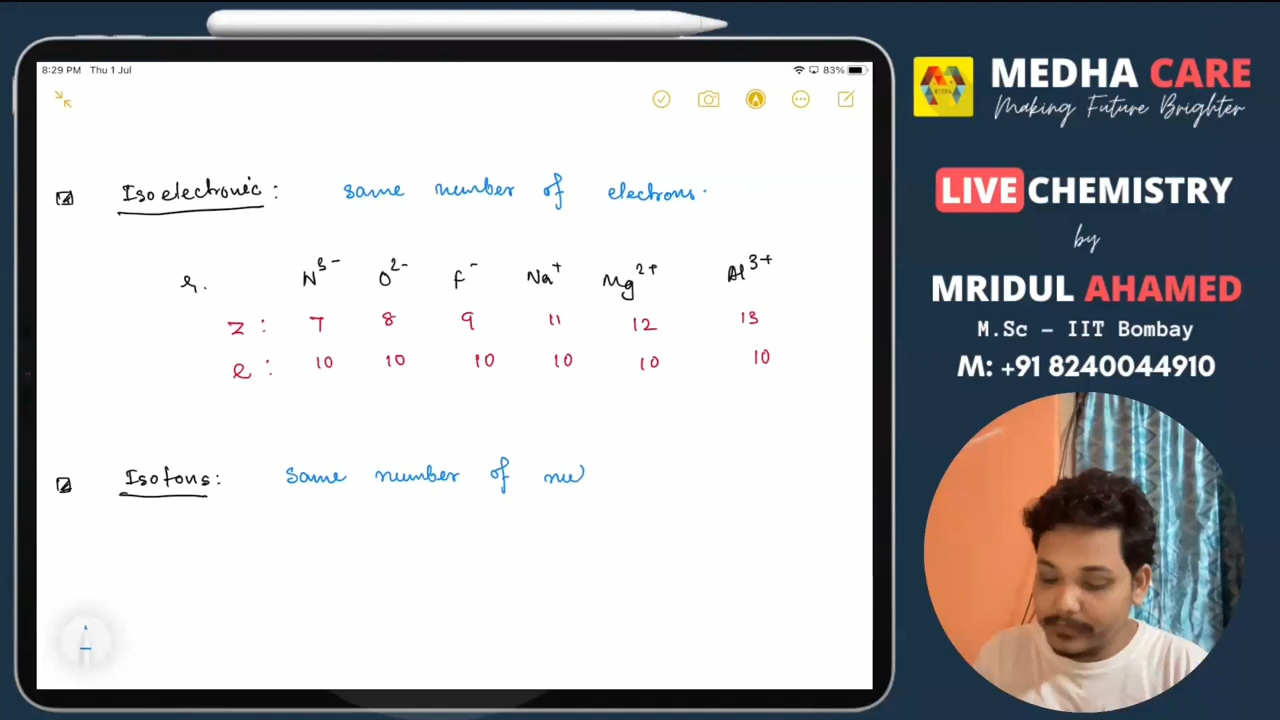 8:29 PM Thu 1 Jul
83%
Isoelectronic : same number of electrons.
N³⁻ O²⁻ F⁻ Na⁺ Mg²⁺ Al³⁺
Z : 7 8 9 11 12 13
e : 10 10 10 10 10 10
Isotons : same number of nu
MEDHA CARE
Making Future Brighter
LIVE CHEMISTRY
by
MRIDUL AHAMED
M.Sc – IIT Bombay
M: +91 8240044910